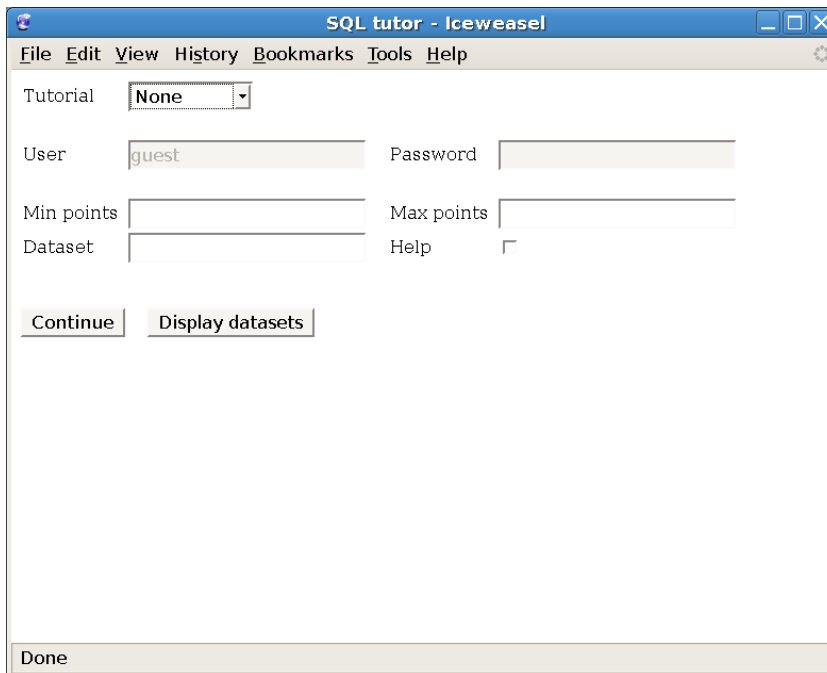 SQL tutor - Iceweasel
File Edit View History Bookmarks Tools Help
Tutorial None
User guest Password
Min points Max points
Dataset Help
Continue Display datasets
Done